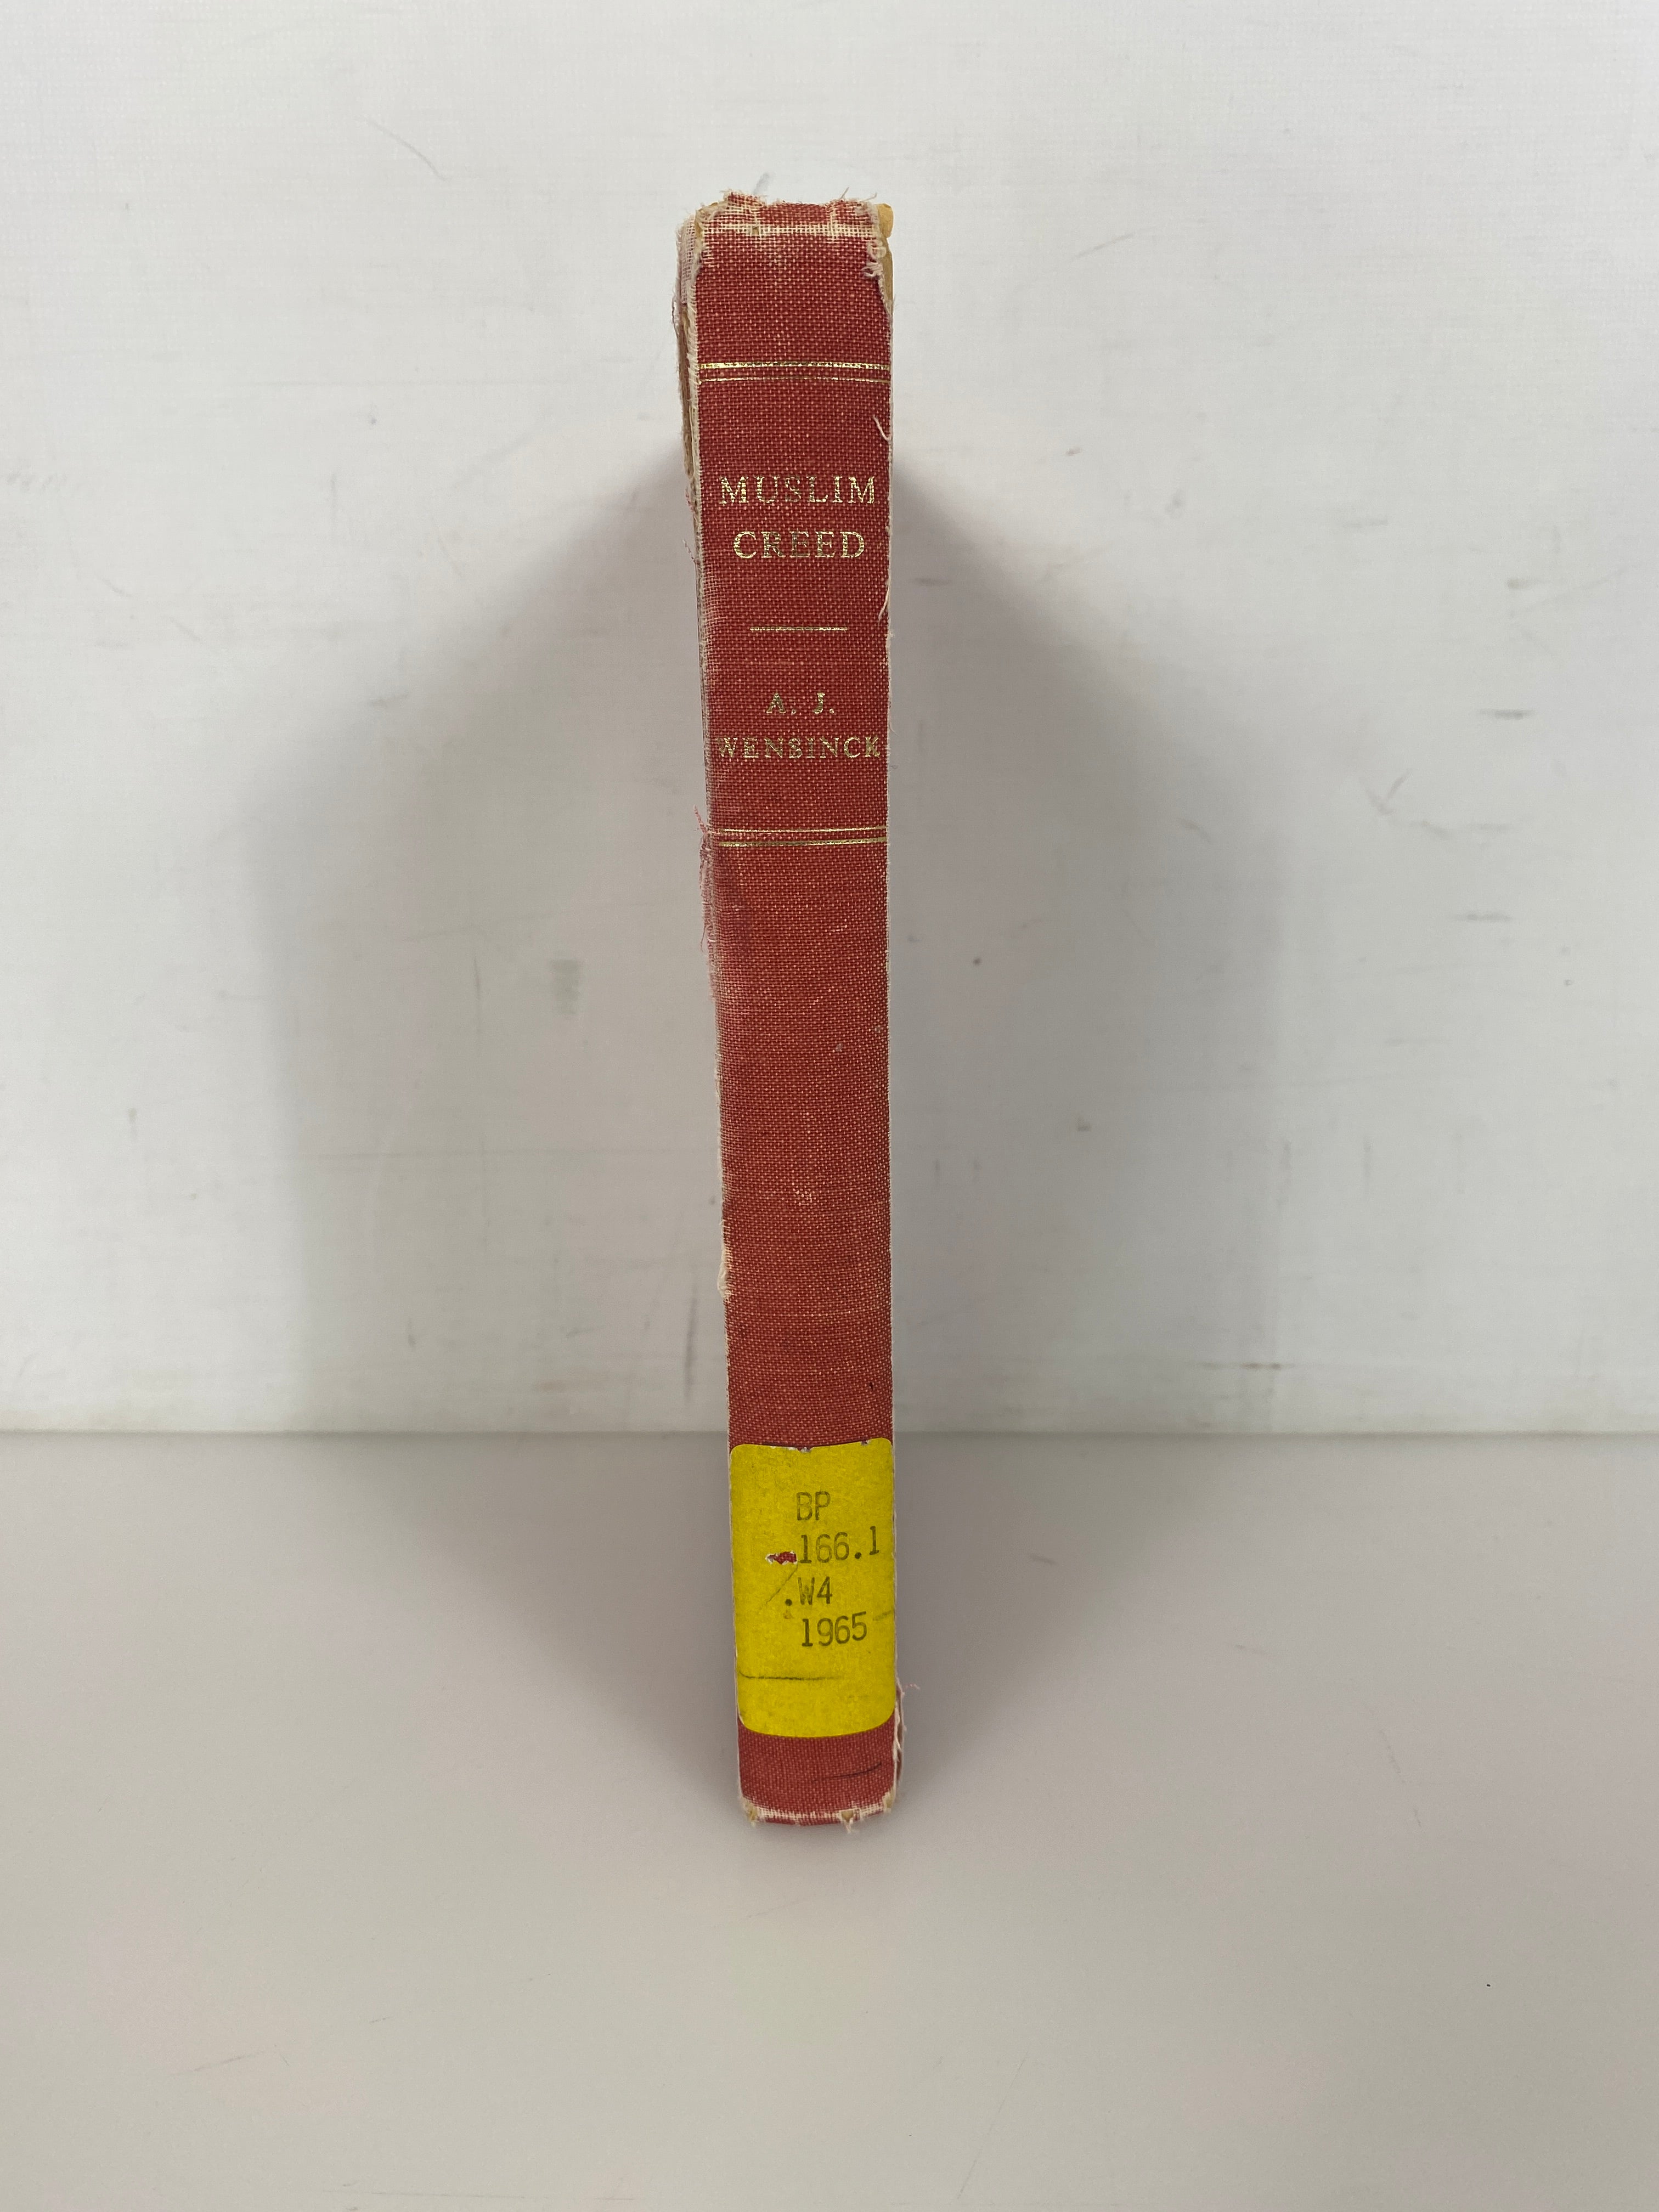 MUSLIM
CREED
A. J.
WENSINCK
BP
166.1
.W4
1965